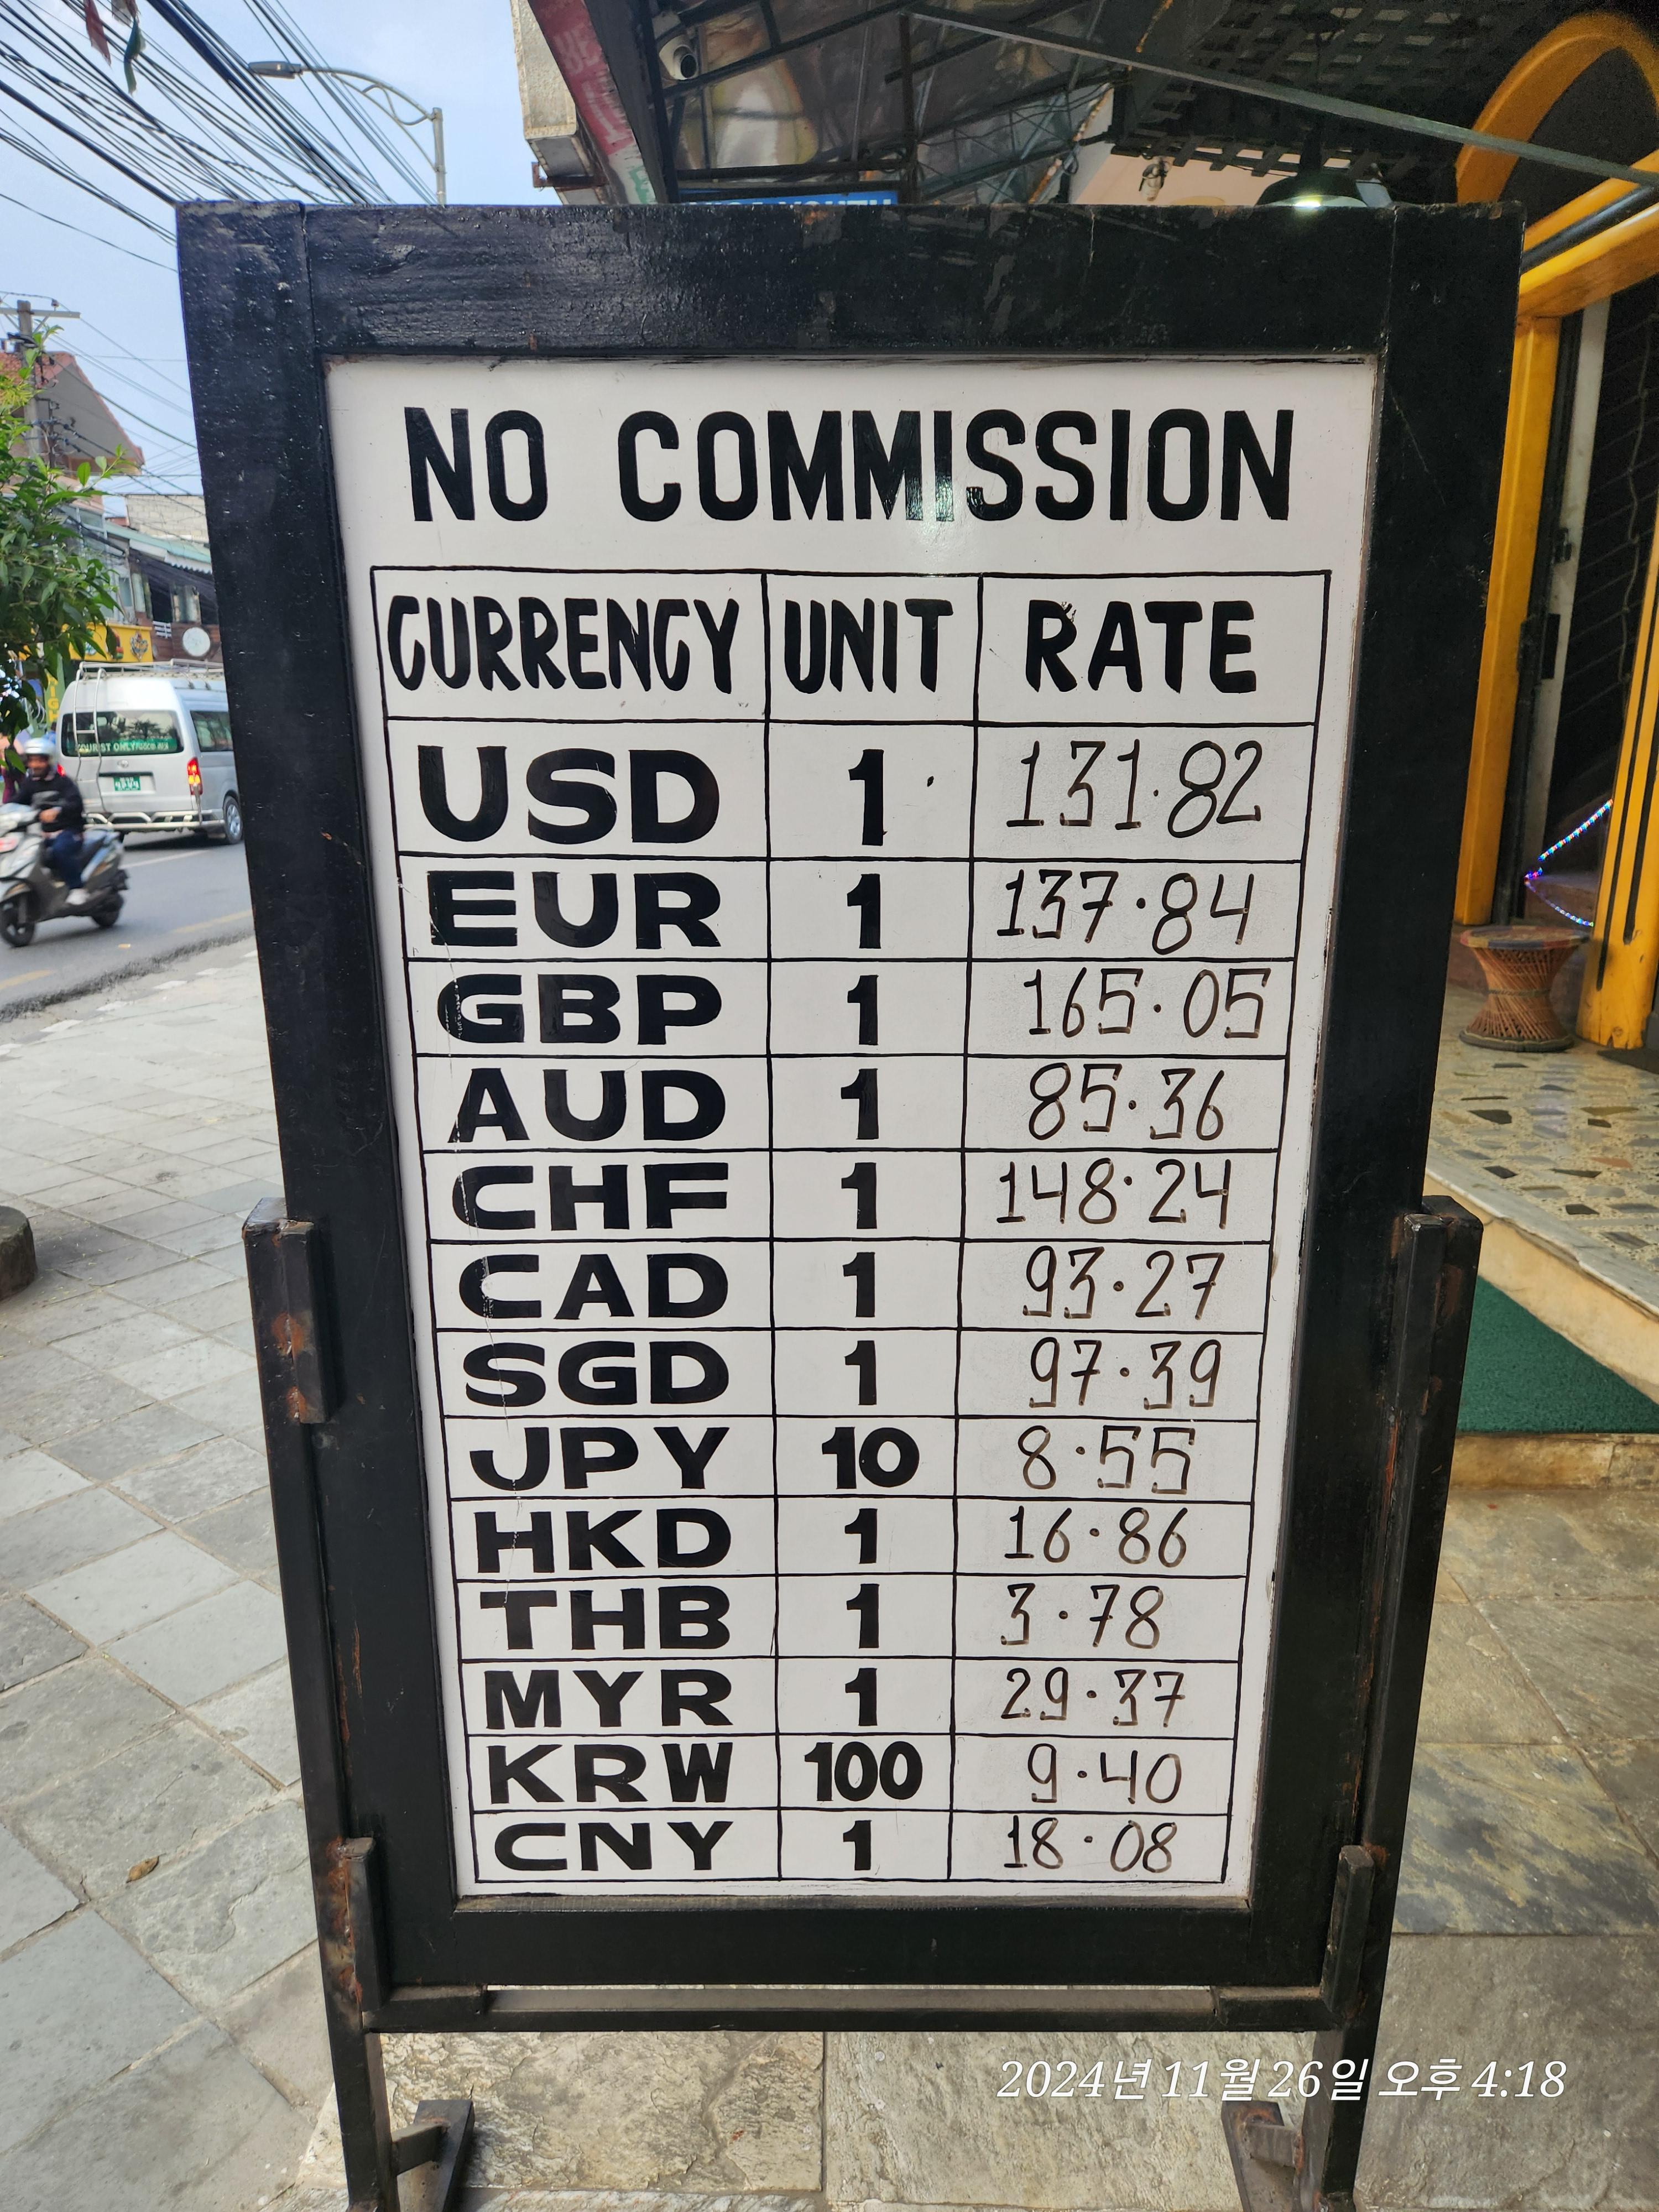 NO COMMISSION
CURRENCY UNIT RATE
USD 1 131.82
EUR 1 137.84
GBP 1 165.05
AUD 1 85.36
CHF 1 148.24
CAD 1 93.27
SGD 1 97.39
JPY 10 8.55
HKD 1 16.86
THB 1 3.78
MYR 1 29.37
KRW 100 9.40
CNY 1 18.08
2024년 11월 26일 오후 4:18